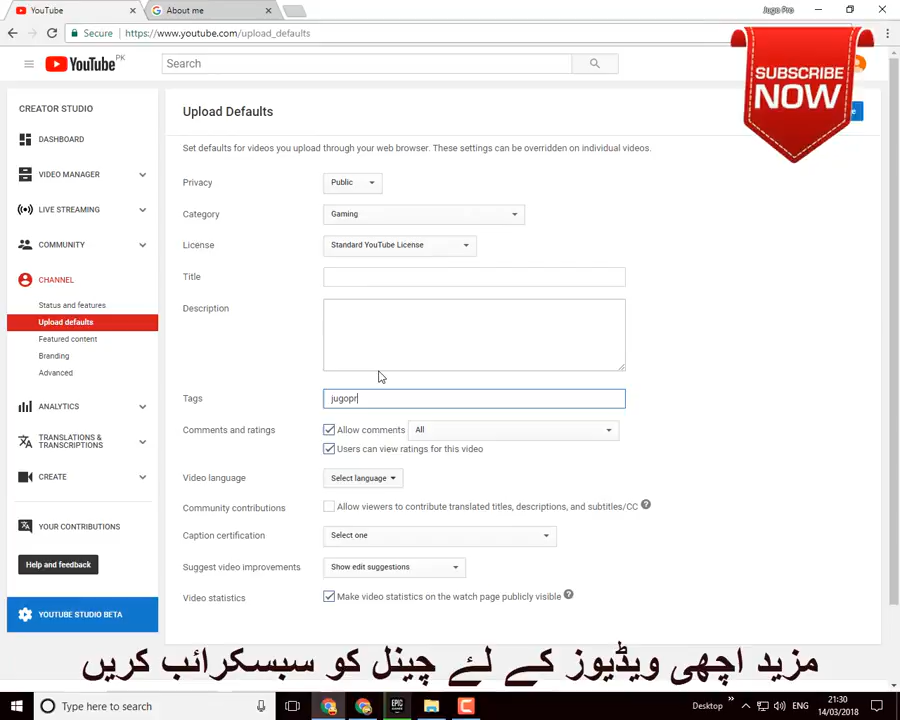 YouTube
About me
Jugo Pro
Secure
https://www.youtube.com/upload_defaults
YouTube PK
Search
SUBSCRIBE
NOW
CREATOR STUDIO
DASHBOARD
VIDEO MANAGER
LIVE STREAMING
COMMUNITY
CHANNEL
Status and features
Upload defaults
Featured content
Branding
Advanced
ANALYTICS
TRANSLATIONS &
TRANSCRIPTIONS
CREATE
YOUR CONTRIBUTIONS
Help and feedback
YOUTUBE STUDIO BETA
Upload Defaults
Set defaults for videos you upload through your web browser. These settings can be overridden on individual videos.
Privacy Public
Category Gaming
License Standard YouTube License
Title
Description
Tags jugopr
Comments and ratings Allow comments All
Users can view ratings for this video
Video language Select language
Community contributions Allow viewers to contribute translated titles, descriptions, and subtitles/CC ?
Caption certification Select one
Suggest video improvements Show edit suggestions
Video statistics Make video statistics on the watch page publicly visible ?
مزید اچھی ویڈیوز کے لئے چینل کو سبسکرائب کریں
Type here to search
EPIC
Desktop
ENG
21:30
14/03/2018